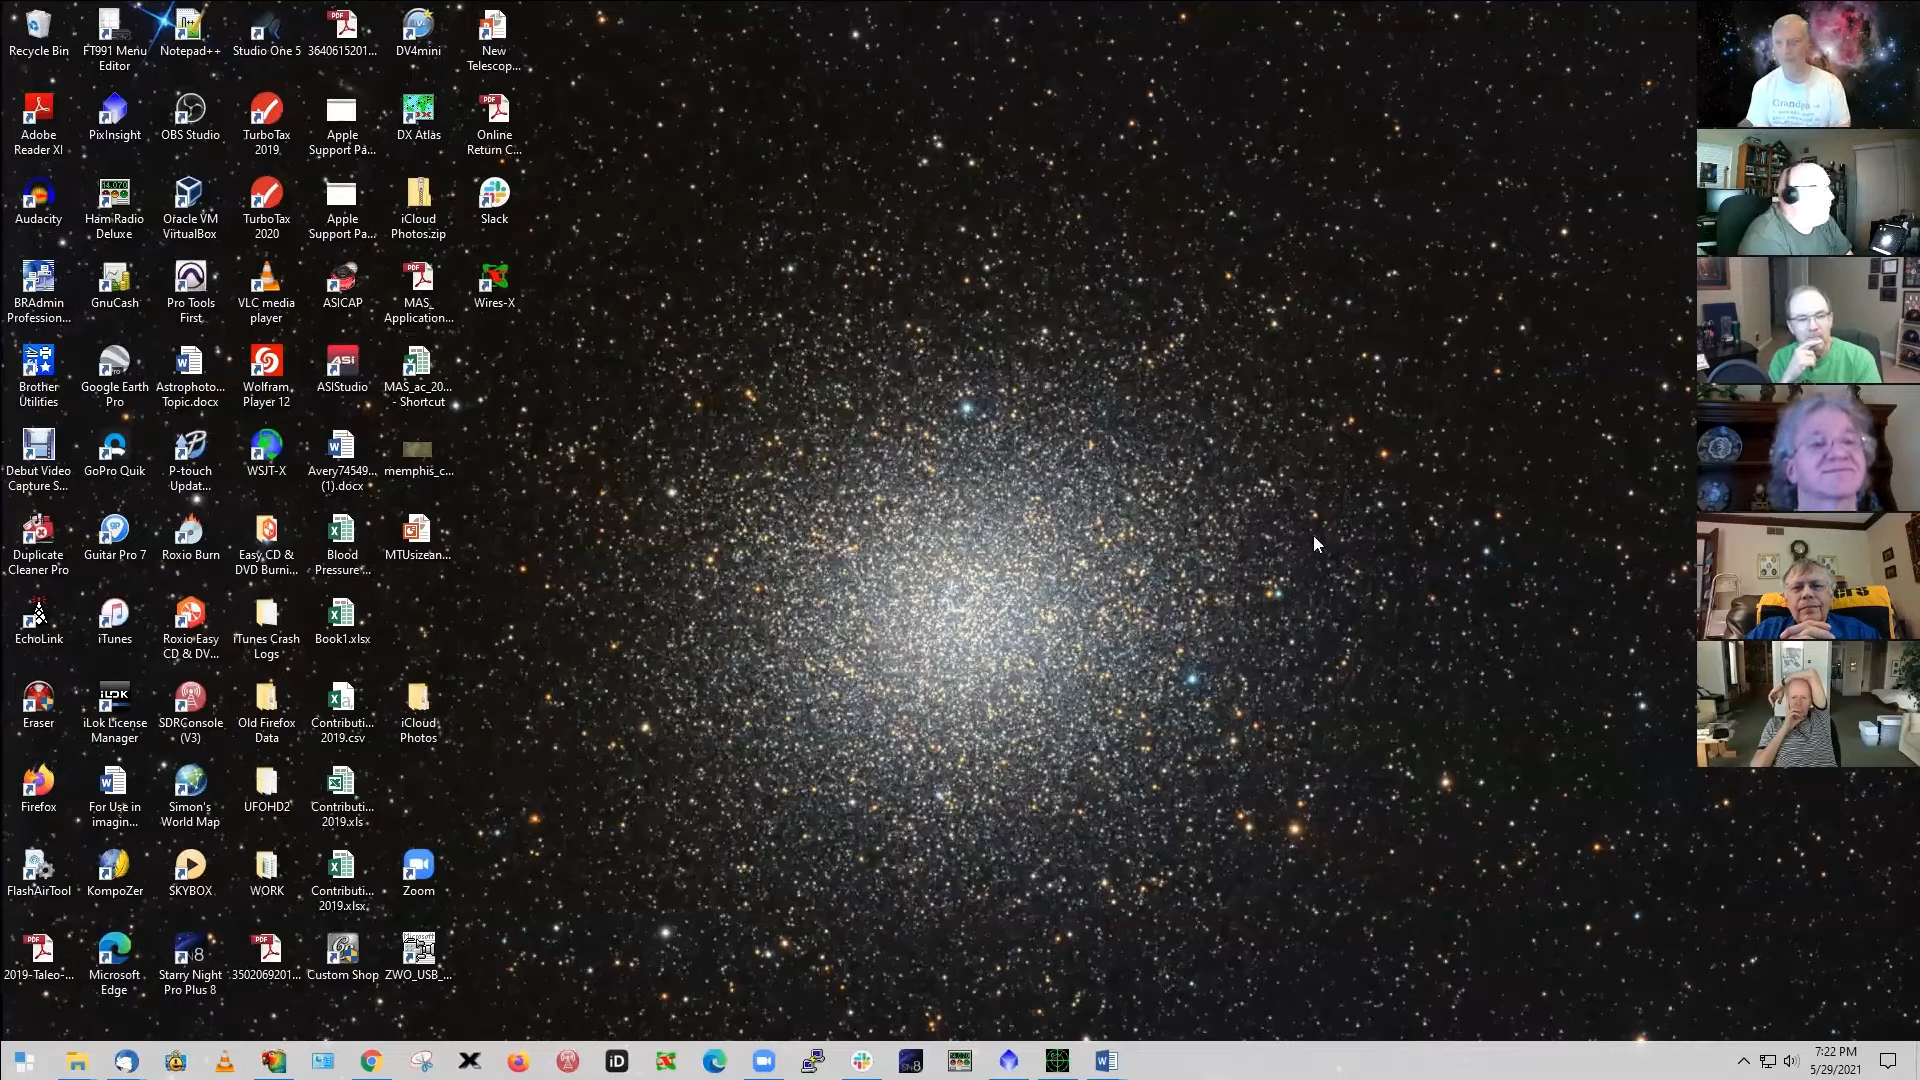 Recycle Bin
FT991 Menu
Editor
Notepad++
Studio One 5
3640615201...
DV4mini
New
Telescop...
Adobe
Reader XI
PixInsight
OBS Studio
TurboTax
2019
Apple
Support Pa...
DX Atlas
Online
Return C...
Audacity
Ham Radio
Deluxe
Oracle VM
VirtualBox
TurboTax
2020
Apple
Support Pa...
iCloud
Photos.zip
Slack
BRAdmin
Profession...
GnuCash
Pro Tools
First
VLC media
player
ASICAP
MAS_
Application...
Wires-X
Brother
Utilities
Google Earth
Pro
Astrophoto...
Topic.docx
Wolfram
Player 12
ASIStudio
MAS_ac_20...
- Shortcut
Debut Video
Capture S...
GoPro Quik
P-touch
Updat...
WSJT-X
Avery74549...
(1).docx
memphis_c...
Duplicate
Cleaner Pro
Guitar Pro 7
Roxio Burn
Easy CD &
DVD Burni...
Blood
Pressure ...
MTUsizean...
EchoLink
iTunes
Roxio Easy
CD & DV...
iTunes Crash
Logs
Book1.xlsx
Eraser
iLok License
Manager
SDRConsole
(V3)
Old Firefox
Data
Contributi...
2019.csv
iCloud
Photos
Firefox
For Use in
imagin...
Simon's
World Map
UFOHD2
Contributi...
2019.xls
FlashAirTool
KompoZer
SKYBOX
WORK
Contributi...
2019.xlsx
Zoom
2019-Taleo-...
Microsoft
Edge
Starry Night
Pro Plus 8
3502069201...
Custom Shop
ZWO_USB_...
Grandpa
7:22 PM
5/29/2021